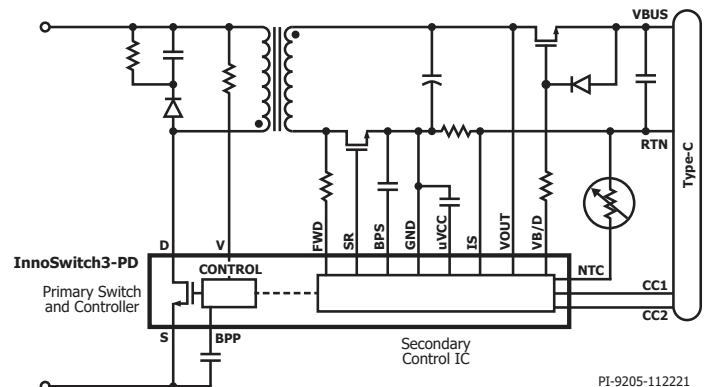 VBUS
RTN
Type-C
FWD
SR
BPS
GND
uVCC
IS
VOUT
VB/D
D
V
NTC
InnoSwitch3-PD
CONTROL
Primary Switch
and Controller
CC1
CC2
S
BPP
Secondary
Control IC
PI-9205-112221